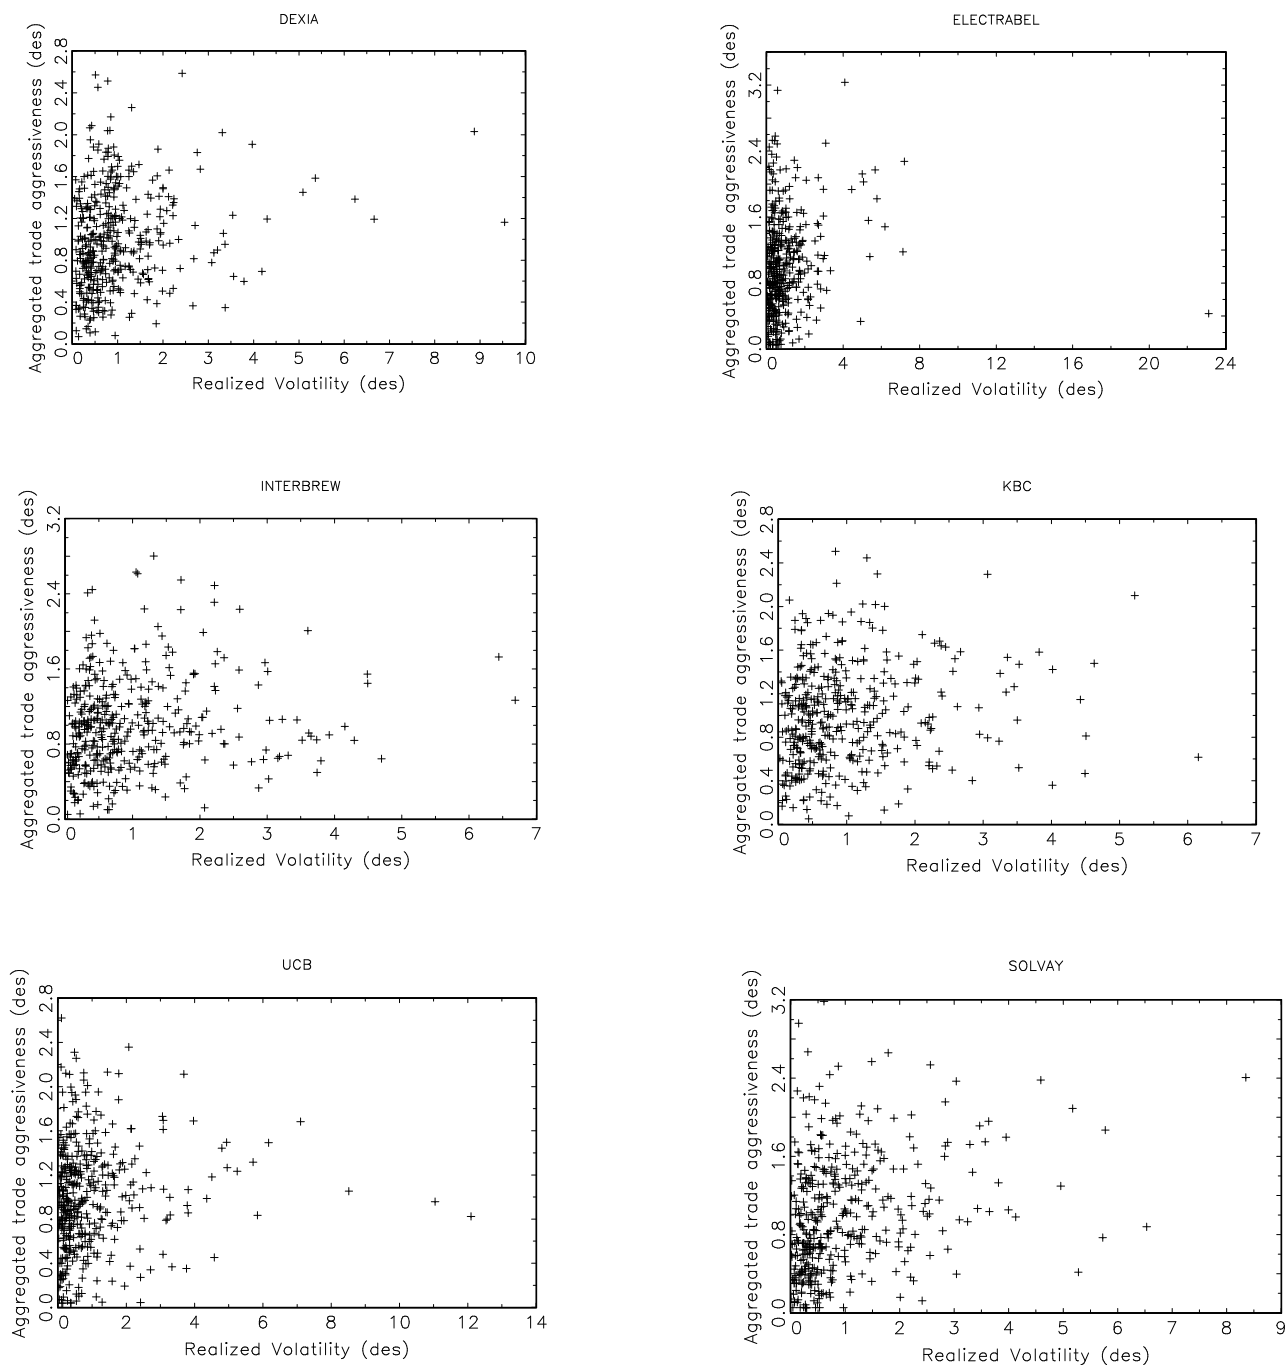 DEXIA
Aggregated trade aggressiveness (des)
2.8
2.4
2.0
1.6
1.2
0.8
0.4
0.0
0 1 2 3 4 5 6 7 8 9 10
Realized Volatility (des)
ELECTRABEL
Aggregated trade aggressiveness (des)
3.2
2.4
1.6
0.8
0.0
0 4 8 12 16 20 24
Realized Volatility (des)
INTERBREW
Aggregated trade aggressiveness (des)
3.2
2.4
1.6
0.8
0.0
0 1 2 3 4 5 6 7
Realized Volatility (des)
KBC
Aggregated trade aggressiveness (des)
2.8
2.4
2.0
1.6
1.2
0.8
0.4
0.0
0 1 2 3 4 5 6 7
Realized Volatility (des)
UCB
Aggregated trade aggressiveness (des)
2.8
2.4
2.0
1.6
1.2
0.8
0.4
0.0
0 2 4 6 8 10 12 14
Realized Volatility (des)
SOLVAY
Aggregated trade aggressiveness (des)
3.2
2.4
1.6
0.8
0.0
0 1 2 3 4 5 6 7 8 9
Realized Volatility (des)